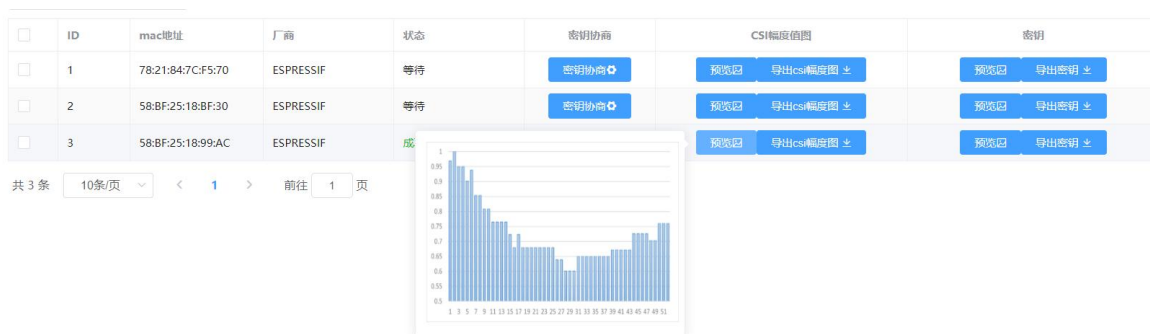 ID mac地址 厂商 状态 密钥协商 CSI幅度值图 密钥
1 78:21:84:7C:F5:70 ESPRESSIF 等待 密钥协商 预览 导出csi幅度图 预览 导出密钥
2 58:BF:25:18:BF:30 ESPRESSIF 等待 密钥协商 预览 导出csi幅度图 预览 导出密钥
3 58:BF:25:18:99:AC ESPRESSIF 预览 导出csi幅度图 预览 导出密钥
共 3 条 10条/页 1 前往 1 页
1
0.95
0.9
0.85
0.8
0.75
0.7
0.65
0.6
0.55
0.5
1 3 5 7 9 11 13 15 17 19 21 23 25 27 29 31 33 35 37 39 41 43 45 47 49 51